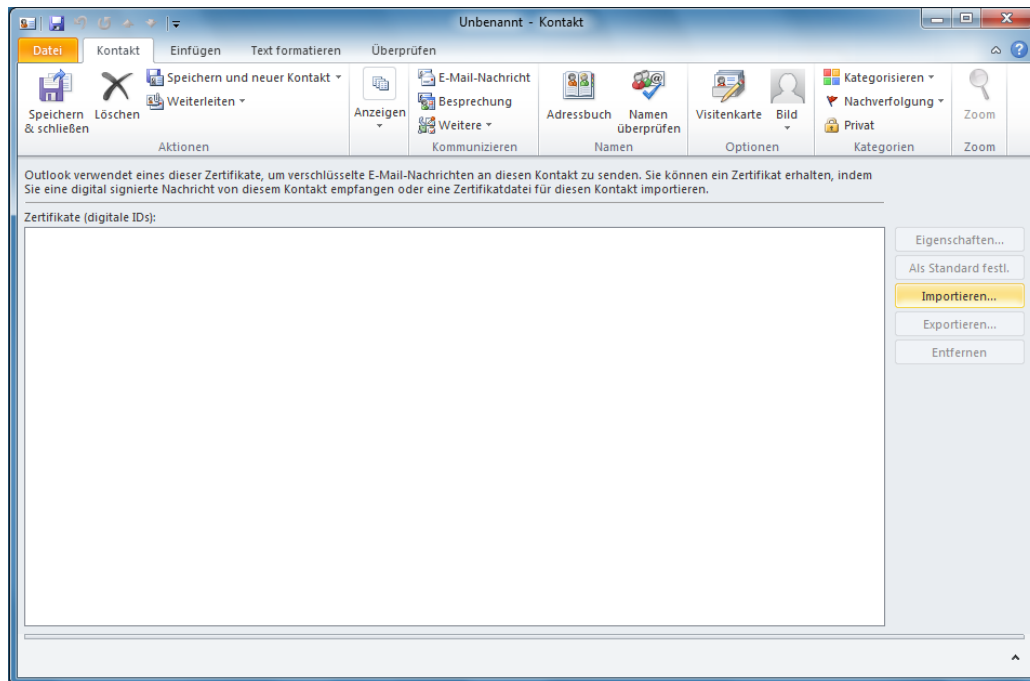 Unbenannt - Kontakt
Datei Kontakt Einfügen Text formatieren Überprüfen
Speichern & schließen
Löschen
Speichern und neuer Kontakt
Weiterleiten
Aktionen
Anzeigen
E-Mail-Nachricht
Besprechung
Weitere
Kommunizieren
Adressbuch
Namen überprüfen
Namen
Visitenkarte
Bild
Optionen
Kategorisieren
Nachverfolgung
Privat
Kategorien
Zoom
Zoom
Outlook verwendet eines dieser Zertifikate, um verschlüsselte E-Mail-Nachrichten an diesen Kontakt zu senden. Sie können ein Zertifikat erhalten, indem
Sie eine digital signierte Nachricht von diesem Kontakt empfangen oder eine Zertifikatdatei für diesen Kontakt importieren.
Zertifikate (digitale IDs):
Eigenschaften...
Als Standard festl.
Importieren...
Exportieren...
Entfernen